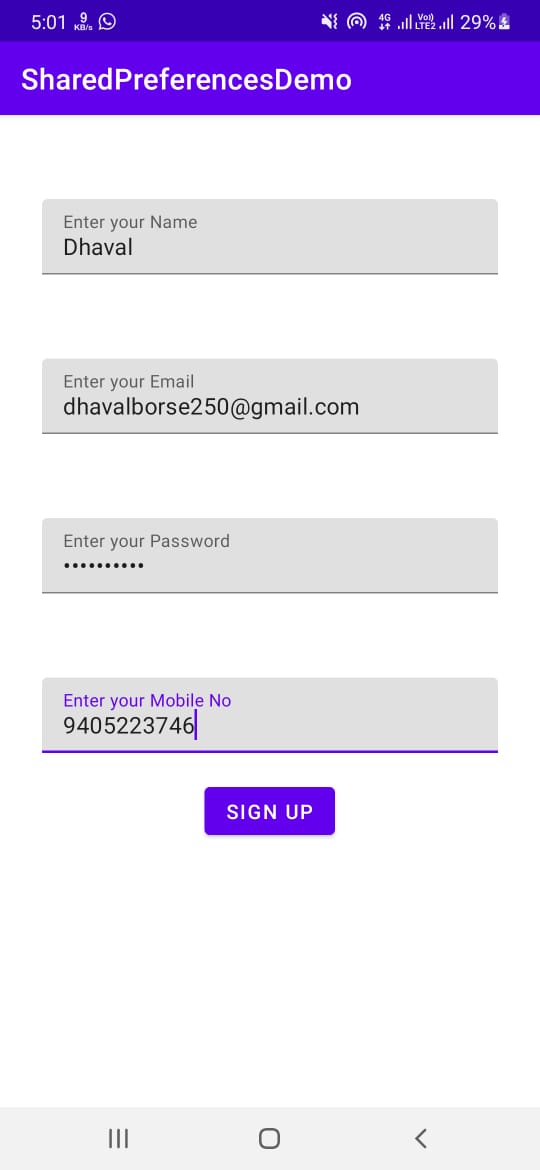 5:01 9 KB/s 4G Vo)) LTE2 29%
SharedPreferencesDemo
Enter your Name
Dhaval
Enter your Email
dhavalborse250@gmail.com
Enter your Password
••••••••••
Enter your Mobile No
9405223746
SIGN UP